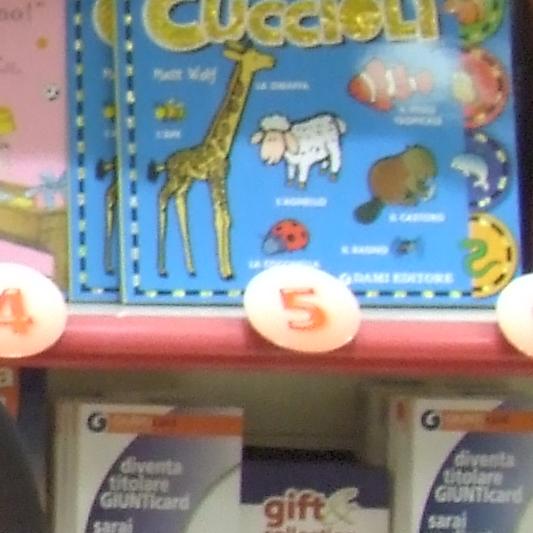 CUCCIOLI
Matt Wolf
LA GIRAFFA
IL PESCE
TROPICALE
L'APE
L'AGNELLO
IL CASTORO
IL RAGNO
LA COCCINELLA
DAMI EDITORE
4
5
diventa
titolare
GIUNTIcard
sarai
diventa
titolare
GIUNTIcard
sarai
gift&